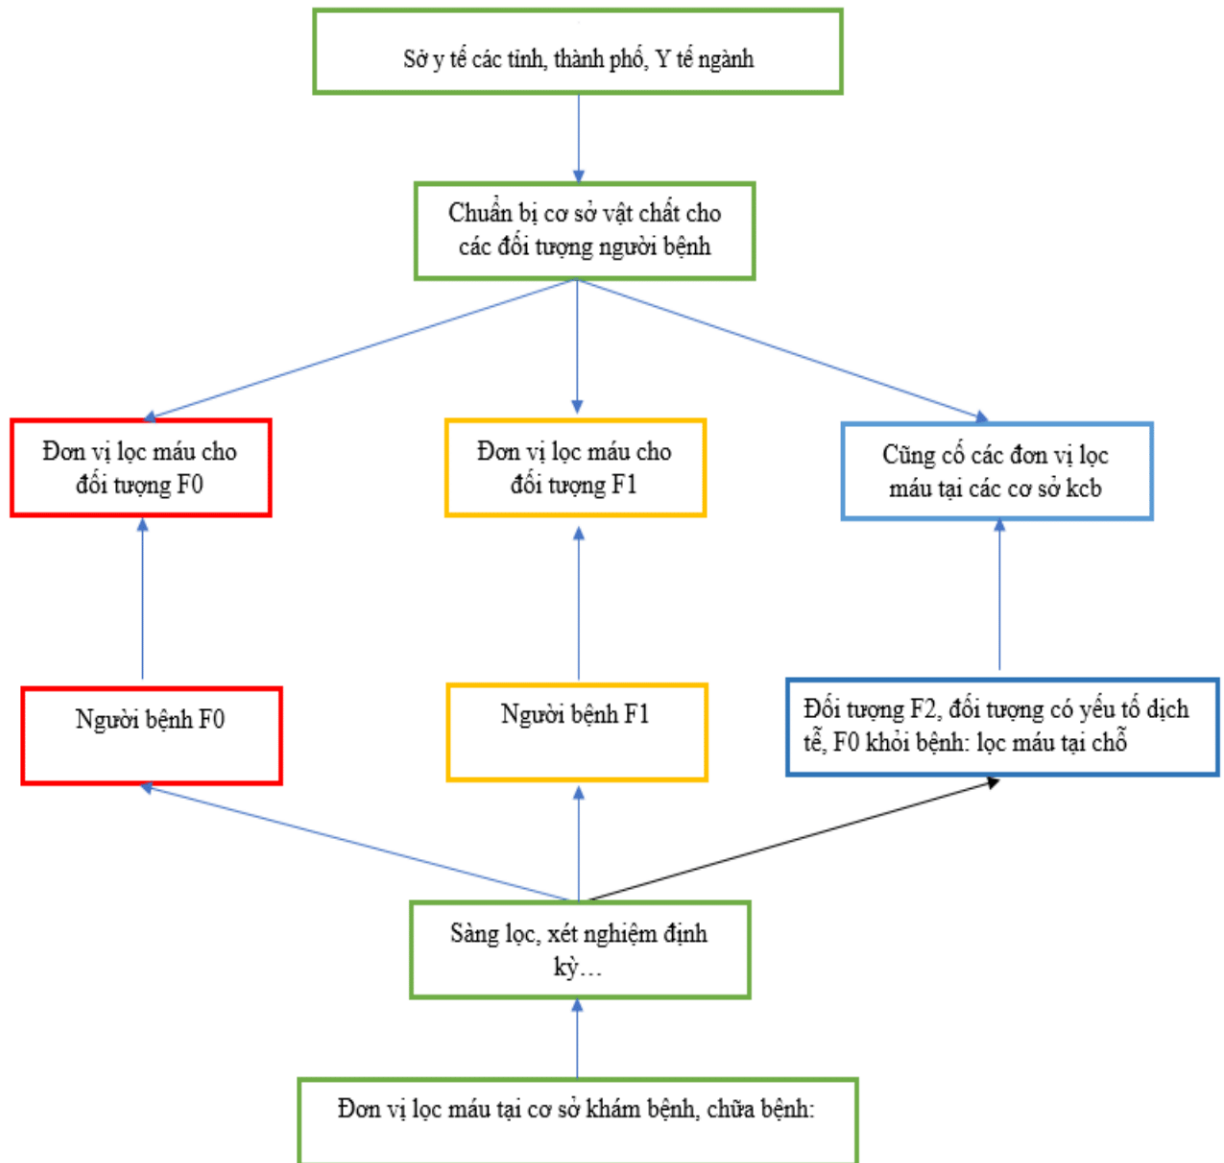 Sở y tế các tỉnh, thành phố, Y tế ngành
Chuẩn bị cơ sở vật chất cho
các đối tượng người bệnh
Đơn vị lọc máu cho
đối tượng F0
Đơn vị lọc máu cho
đối tượng F1
Cũng cố các đơn vị lọc
máu tại các cơ sở kcb
Người bệnh F0
Người bệnh F1
Đối tượng F2, đối tượng có yếu tố dịch
tễ, F0 khỏi bệnh: lọc máu tại chỗ
Sàng lọc, xét nghiệm định
kỳ…
Đơn vị lọc máu tại cơ sở khám bệnh, chữa bệnh: